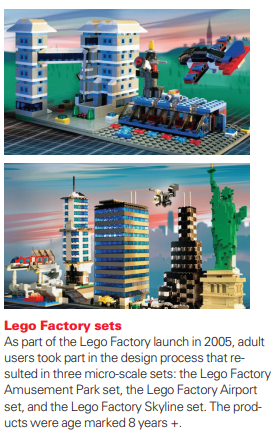 Lego Factory sets
As part of the Lego Factory launch in 2005, adult
users took part in the design process that re-
sulted in three micro-scale sets: the Lego Factory
Amusement Park set, the Lego Factory Airport
set, and the Lego Factory Skyline set. The prod-
ucts were age marked 8 years +.